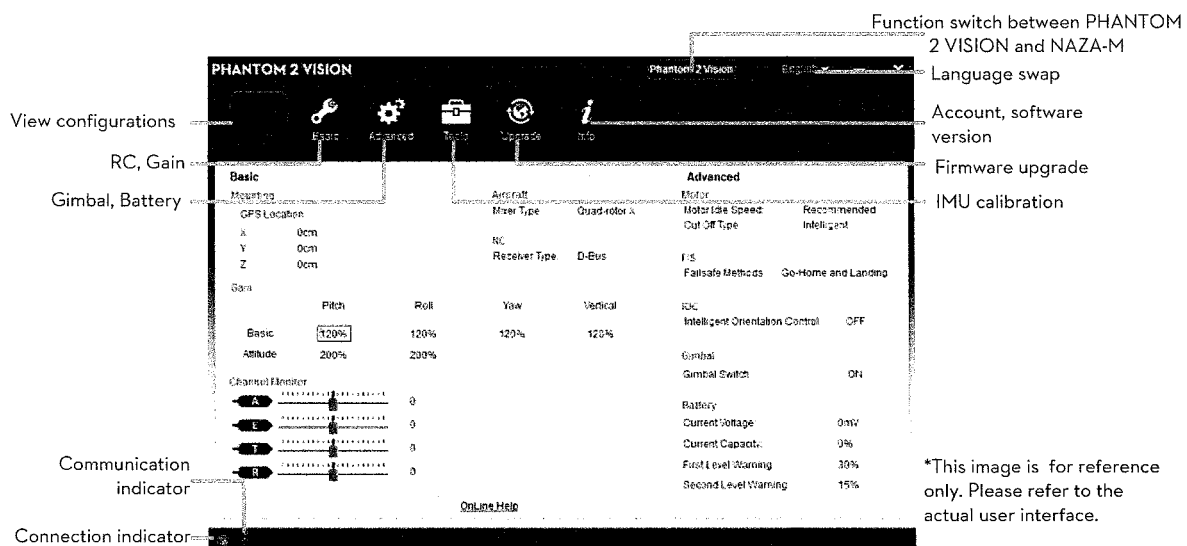 Function switch between PHANTOM
2 VISION and NAZA-M
PHANTOM 2 VISION
Phantom 2 Vision
English
Language swap
View configurations
Basic
Advanced
Tools
Upgrade
Info
Account, software
version
RC, Gain
Firmware upgrade
Gimbal, Battery
IMU calibration
Basic
Mounting
GPS Location
X 0cm
Y 0cm
Z 0cm
Aircraft
Mixer Type Quad-rotor X
RC
Receiver Type D-Bus
Gain
Pitch Roll Yaw Vertical
Basic 120% 120% 120% 120%
Attitude 200% 200%
Channel Monitor
A 0
E 0
T 0
R 0
Advanced
Motor
Motor Idle Speed: Recommended
Cut Off Type Intelligent
F/S
Failsafe Methods Go-Home and Landing
IOC
Intelligent Orientation Control OFF
Gimbal
Gimbal Switch ON
Battery
Current Voltage 0mV
Current Capacity: 0%
First Level Warning 30%
Second Level Warning 15%
OnLine Help
Communication
indicator
Connection indicator
*This image is for reference
only. Please refer to the
actual user interface.